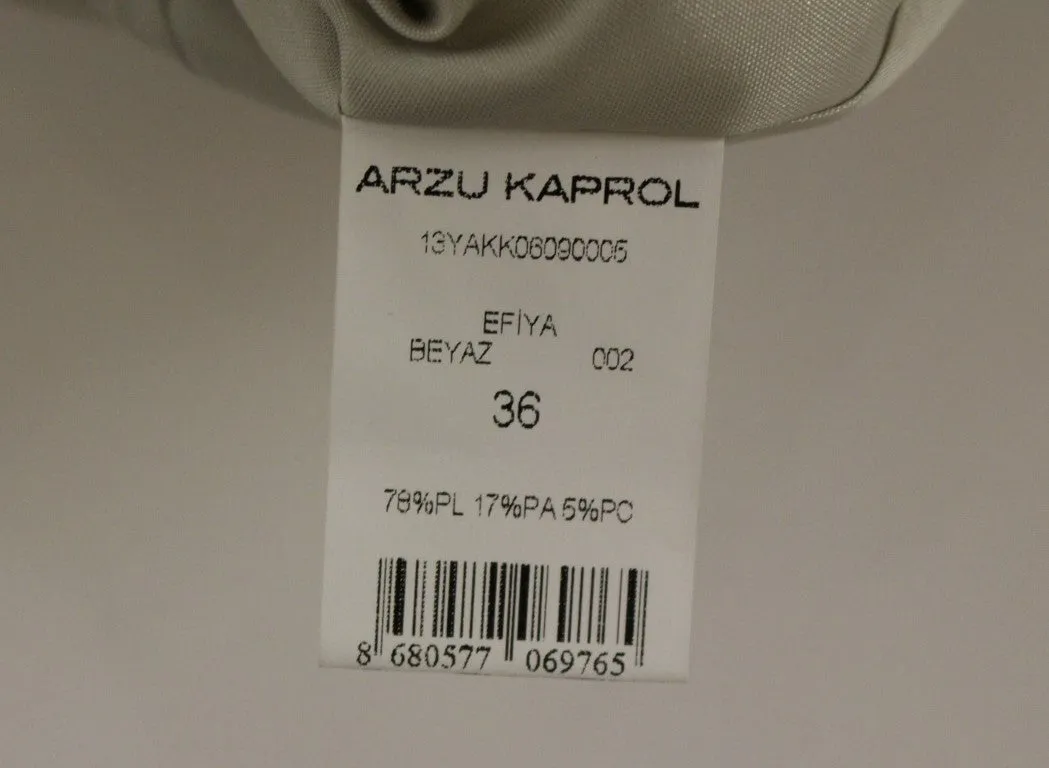 ARZU KAPROL
13YAKK06090005
EFİYA
BEYAZ 002
36
78%PL 17%PA 5%PC
8 680577 069765